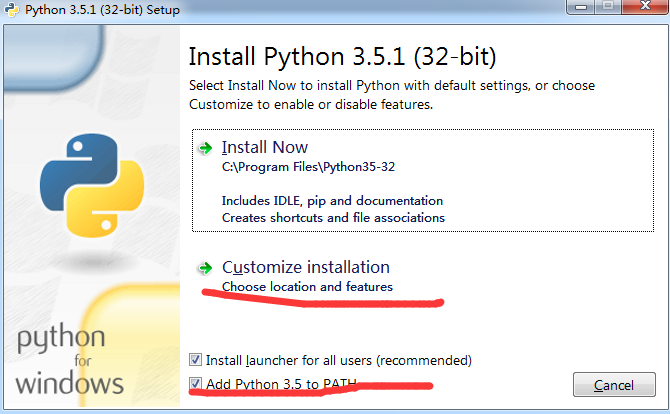 Python 3.5.1 (32-bit) Setup
Install Python 3.5.1 (32-bit)
Select Install Now to install Python with default settings, or choose
Customize to enable or disable features.
Install Now
C:\Program Files\Python35-32
Includes IDLE, pip and documentation
Creates shortcuts and file associations
Customize installation
Choose location and features
python
for
windows
Install launcher for all users (recommended)
Add Python 3.5 to PATH
Cancel